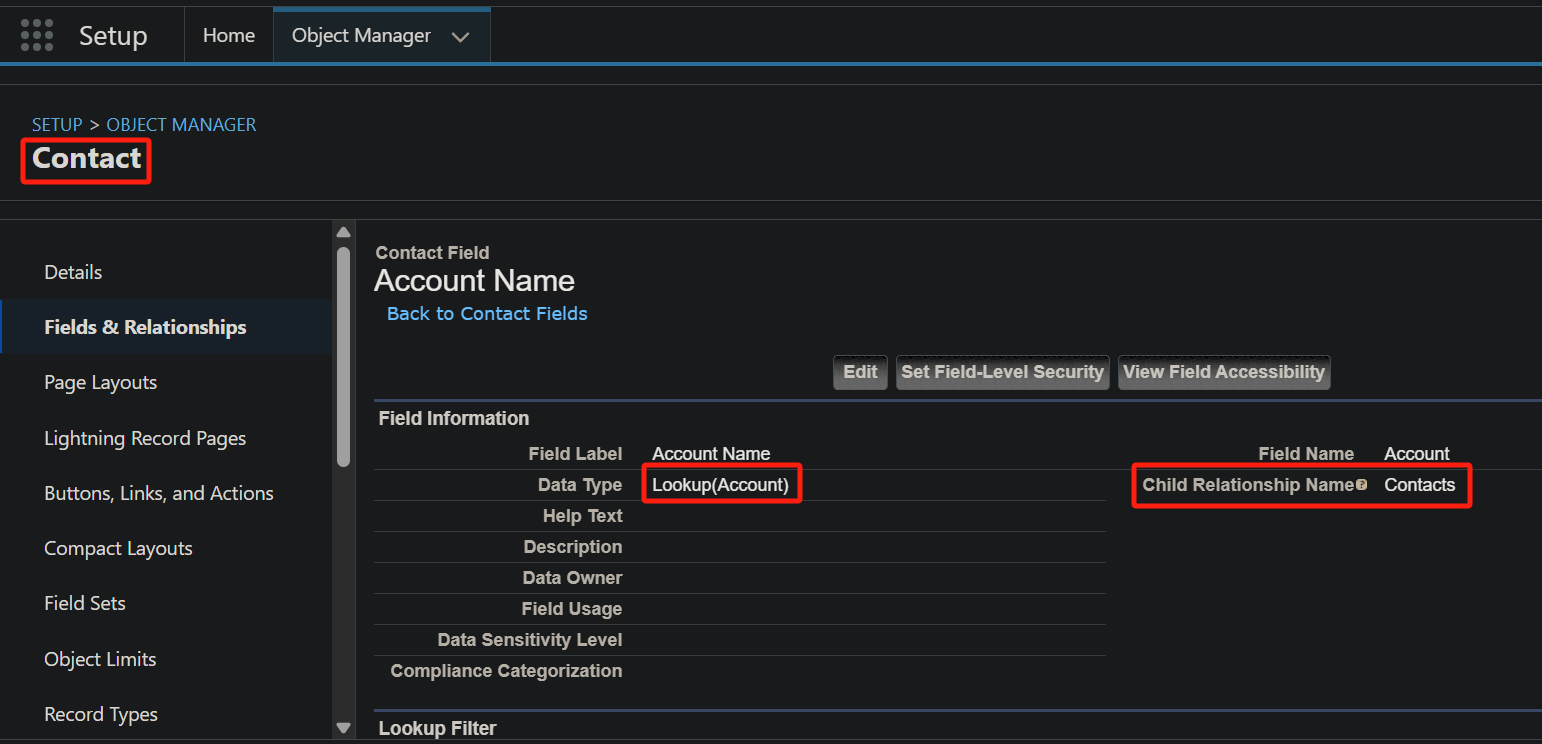 Setup Home Object Manager
SETUP > OBJECT MANAGER
Contact
Details
Fields & Relationships
Page Layouts
Lightning Record Pages
Buttons, Links, and Actions
Compact Layouts
Field Sets
Object Limits
Record Types
Contact Field
Account Name
Back to Contact Fields
Edit Set Field-Level Security View Field Accessibility
Field Information
Field Label Account Name Field Name Account
Data Type Lookup(Account) Child Relationship Name ? Contacts
Help Text
Description
Data Owner
Field Usage
Data Sensitivity Level
Compliance Categorization
Lookup Filter